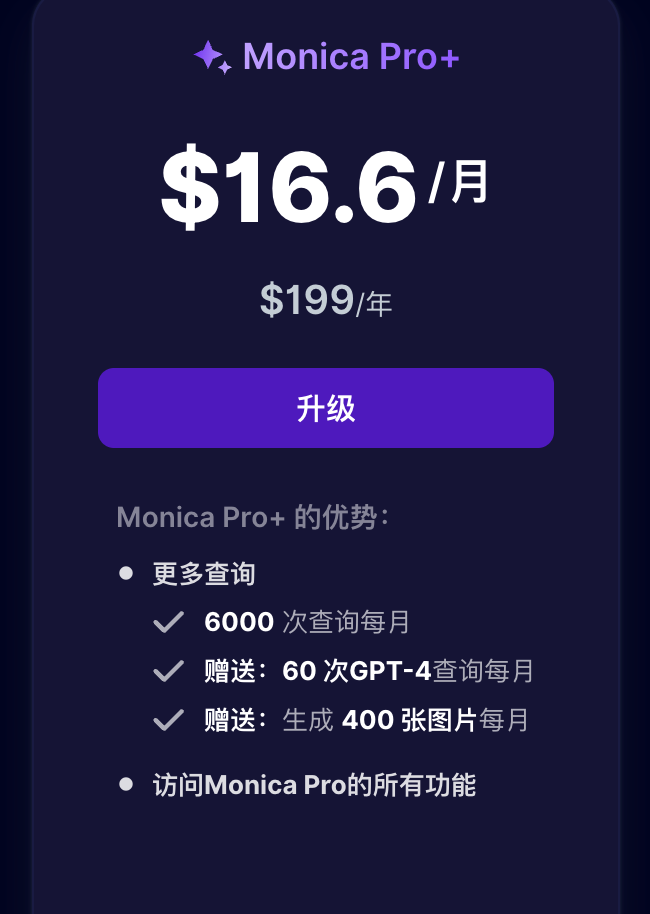 Monica Pro+
$16.6/月
$199/年
升级
Monica Pro+ 的优势：
更多查询
6000 次查询每月
赠送：60 次GPT-4查询每月
赠送：生成 400 张图片每月
访问Monica Pro的所有功能